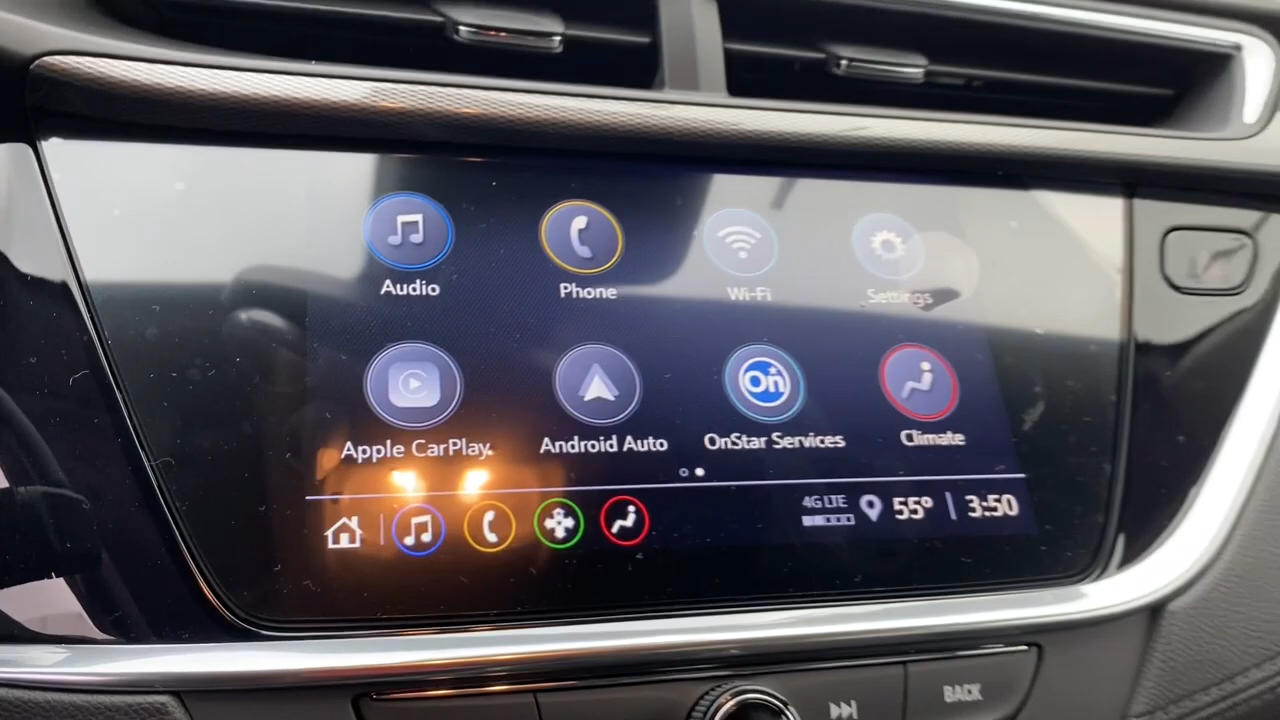 Audio Phone Wi-Fi Settings
Apple CarPlay Android Auto OnStar Services Climate
On
4G LTE 55° 3:50
BACK